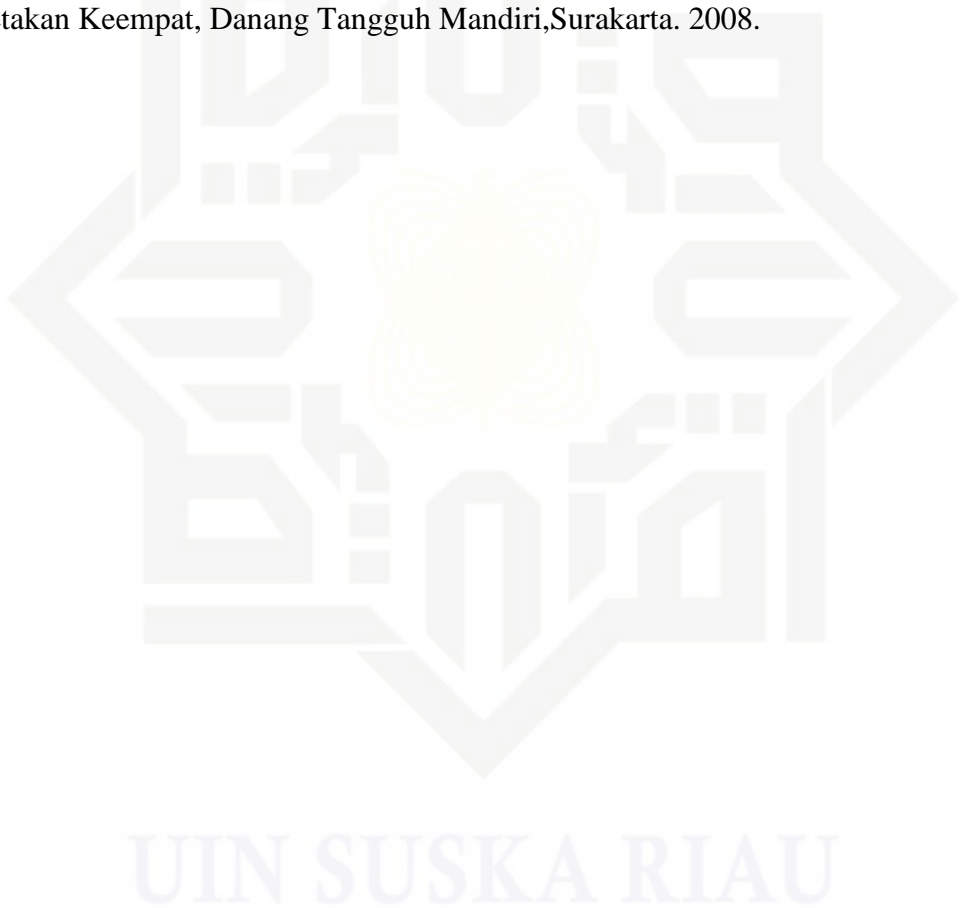 takan Keempat, Danang Tangguh Mandiri,Surakarta. 2008.
UIN SUSKA RIAU